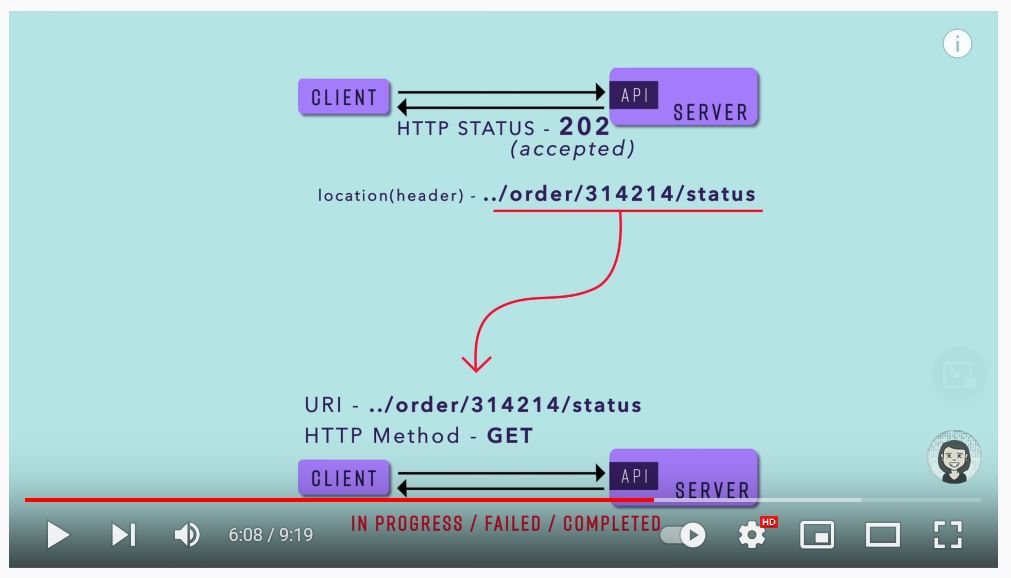 CLIENT
API
SERVER
HTTP STATUS - 202
(accepted)
location(header) - ../order/314214/status
URI - ../order/314214/status
HTTP Method - GET
CLIENT
API
SERVER
IN PROGRESS / FAILED / COMPLETED
6:08 / 9:19
HD